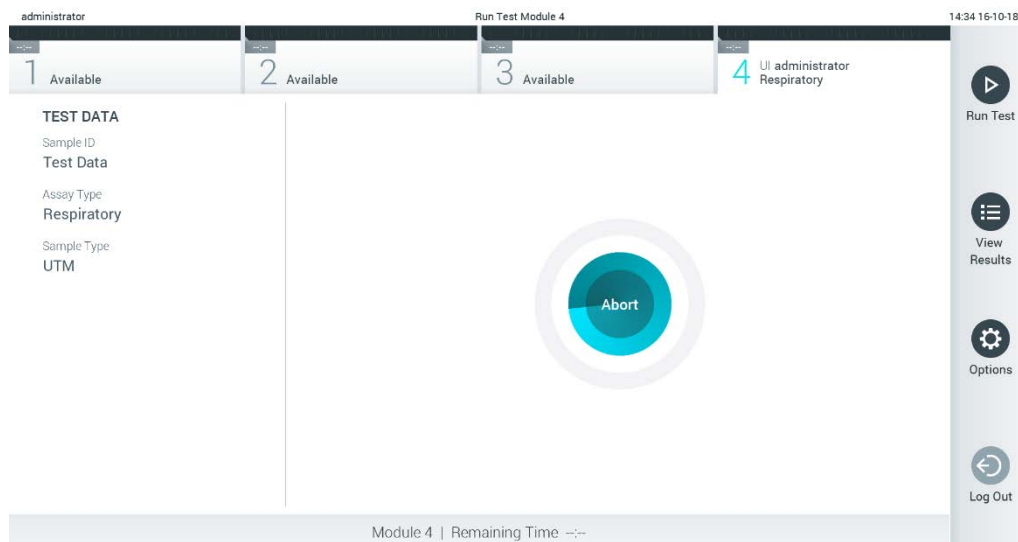 administrator
Run Test Module 4
14:34 16-10-18
--:--
1 Available
--:--
2 Available
--:--
3 Available
--:--
4 UI administrator
Respiratory
TEST DATA
Sample ID
Test Data
Assay Type
Respiratory
Sample Type
UTM
Abort
Run Test
View
Results
Options
Log Out
Module 4 | Remaining Time --:--